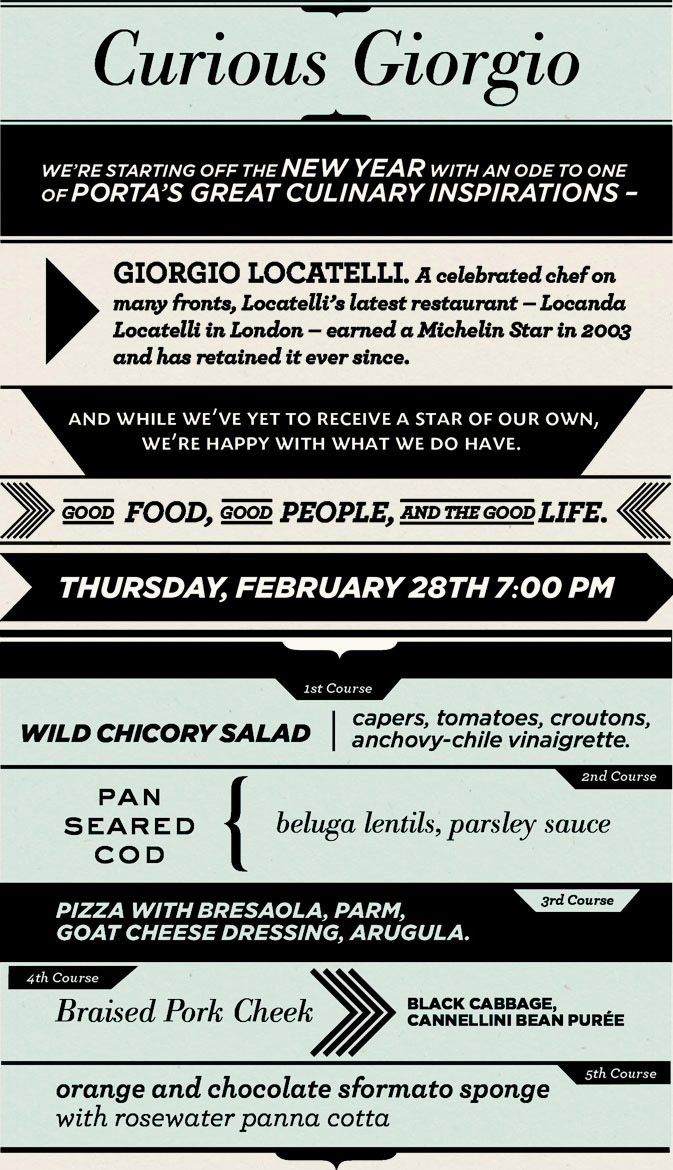 Curious Giorgio
WE'RE STARTING OFF THE NEW YEAR WITH AN ODE TO ONE
OF PORTA'S GREAT CULINARY INSPIRATIONS –
GIORGIO LOCATELLI. A celebrated chef on
many fronts, Locatelli's latest restaurant – Locanda
Locatelli in London – earned a Michelin Star in 2003
and has retained it ever since.
AND WHILE WE'VE YET TO RECEIVE A STAR OF OUR OWN,
WE'RE HAPPY WITH WHAT WE DO HAVE.
GOOD FOOD, GOOD PEOPLE, AND THE GOOD LIFE.
THURSDAY, FEBRUARY 28TH 7:00 PM
1st Course
WILD CHICORY SALAD
capers, tomatoes, croutons,
anchovy-chile vinaigrette.
2nd Course
PAN
SEARED
COD
beluga lentils, parsley sauce
3rd Course
PIZZA WITH BRESAOLA, PARM,
GOAT CHEESE DRESSING, ARUGULA.
4th Course
Braised Pork Cheek
BLACK CABBAGE,
CANNELLINI BEAN PURÉE
5th Course
orange and chocolate sformato sponge
with rosewater panna cotta